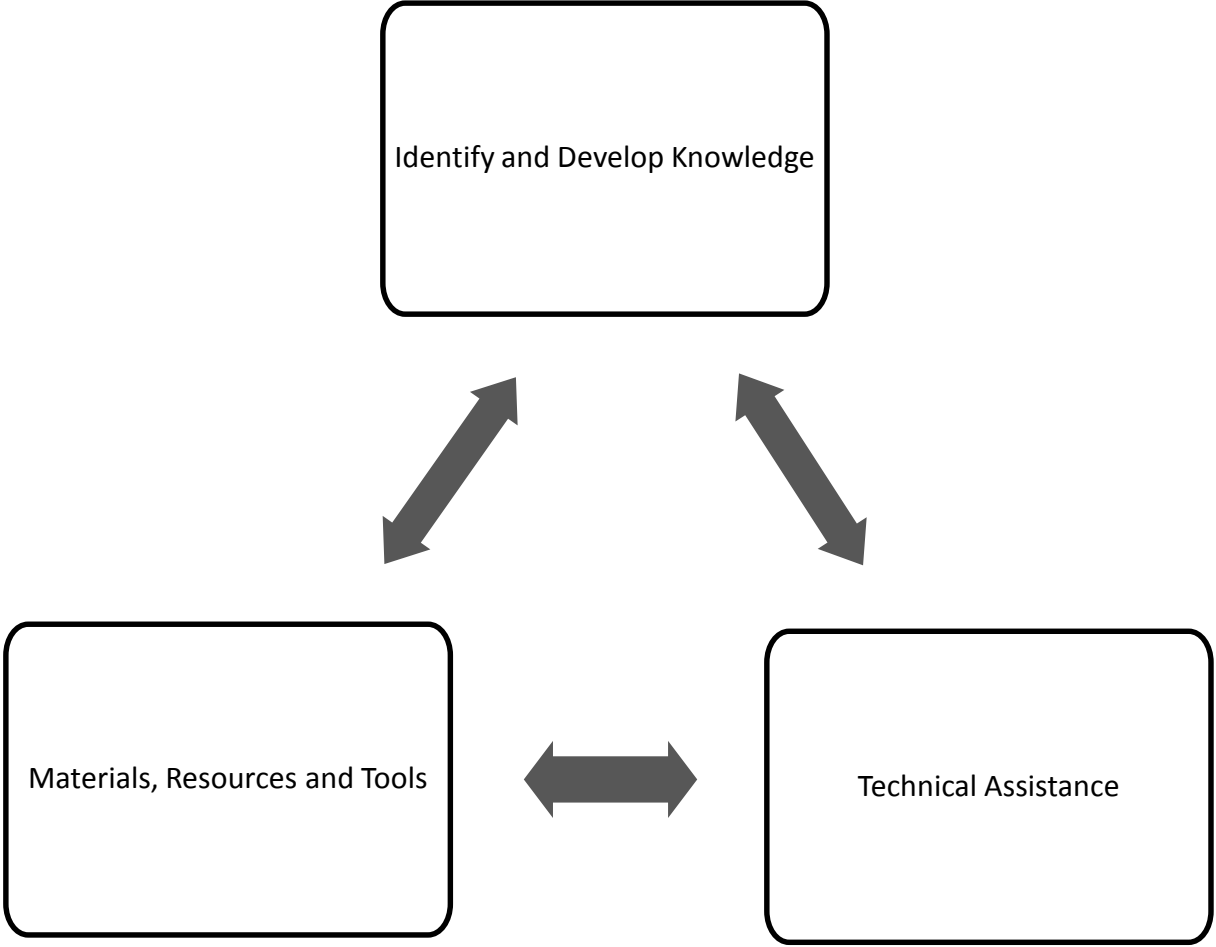 Identify and Develop Knowledge
Materials, Resources and Tools
Technical Assistance